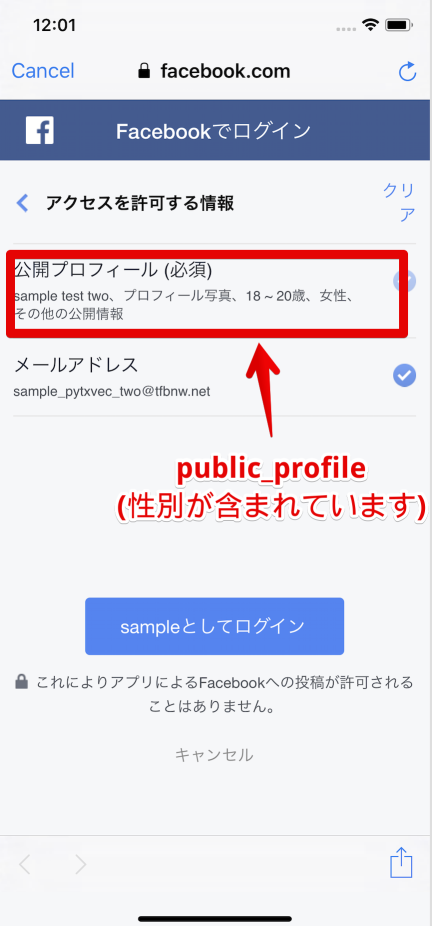 12:01
Cancel
facebook.com
Facebookでログイン
アクセスを許可する情報
クリ
ア
公開プロフィール (必須)
sample test two、プロフィール写真、18 ~ 20歳、女性、
その他の公開情報
メールアドレス
sample_pytxvec_two@tfbnw.net
public_profile
(性別が含まれています)
sampleとしてログイン
これによりアプリによるFacebookへの投稿が許可される
ことはありません。
キャンセル